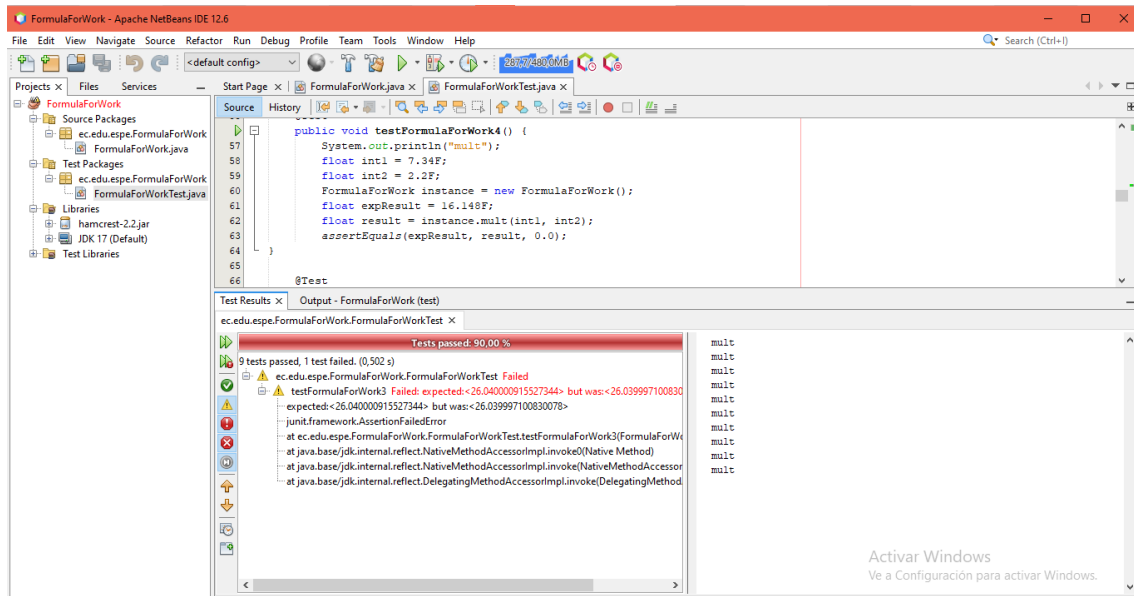 FormulaForWork - Apache NetBeans IDE 12.6
File Edit View Navigate Source Refactor Run Debug Profile Team Tools Window Help
Search (Ctrl+I)
<default config>
287,7/480,0MB
Projects Files Services
Start Page FormulaForWork.java FormulaForWorkTest.java
Source History
FormulaForWork
Source Packages
ec.edu.espe.FormulaForWork
FormulaForWork.java
Test Packages
ec.edu.espe.FormulaForWork
FormulaForWorkTest.java
Libraries
hamcrest-2.2.jar
JDK 17 (Default)
Test Libraries
public void testFormulaForWork4() {
57 System.out.println("mult");
58 float int1 = 7.34F;
59 float int2 = 2.2F;
60 FormulaForWork instance = new FormulaForWork();
61 float expResult = 16.148F;
62 float result = instance.mult(int1, int2);
63 assertEquals(expResult, result, 0.0);
64 }
65
66 @Test
Test Results Output - FormulaForWork (test)
ec.edu.espe.FormulaForWork.FormulaForWorkTest
Tests passed: 90,00 %
9 tests passed, 1 test failed. (0,502 s)
ec.edu.espe.FormulaForWork.FormulaForWorkTest Failed
testFormulaForWork3 Failed: expected:<26.040000915527344> but was:<26.039997100830
expected:<26.040000915527344> but was:<26.039997100830078>
junit.framework.AssertionFailedError
at ec.edu.espe.FormulaForWork.FormulaForWorkTest.testFormulaForWork3(FormulaForWo
at java.base/jdk.internal.reflect.NativeMethodAccessorImpl.invoke0(Native Method)
at java.base/jdk.internal.reflect.NativeMethodAccessorImpl.invoke(NativeMethodAccessor
at java.base/jdk.internal.reflect.DelegatingMethodAccessorImpl.invoke(DelegatingMethod
mult
mult
mult
mult
mult
mult
mult
mult
mult
mult
Activar Windows
Ve a Configuración para activar Windows.